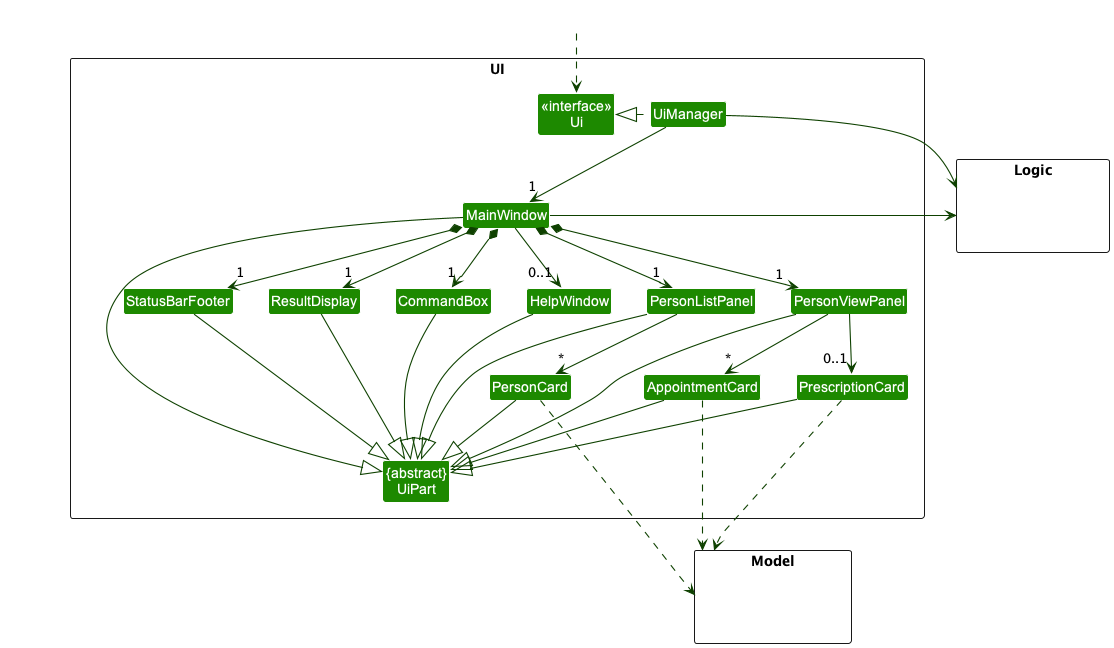 UI
«interface»
Ui
UiManager
Logic
1
MainWindow
1
1
1
0..1
1
1
StatusBarFooter
ResultDisplay
CommandBox
HelpWindow
PersonListPanel
PersonViewPanel
*
*
0..1
PersonCard
AppointmentCard
PrescriptionCard
{abstract}
UiPart
Model